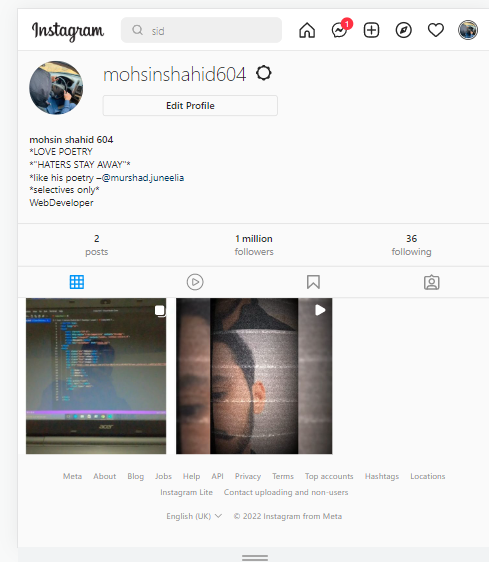 Instagram
sid
1
mohsinshahid604
Edit Profile
mohsin shahid 604
*LOVE POETRY
*"HATERS STAY AWAY"*
*like his poetry –@murshad.juneelia
*selectives only*
WebDeveloper
2 1 million 36
posts followers following
acer
Meta About Blog Jobs Help API Privacy Terms Top accounts Hashtags Locations
Instagram Lite Contact uploading and non-users
English (UK) © 2022 Instagram from Meta